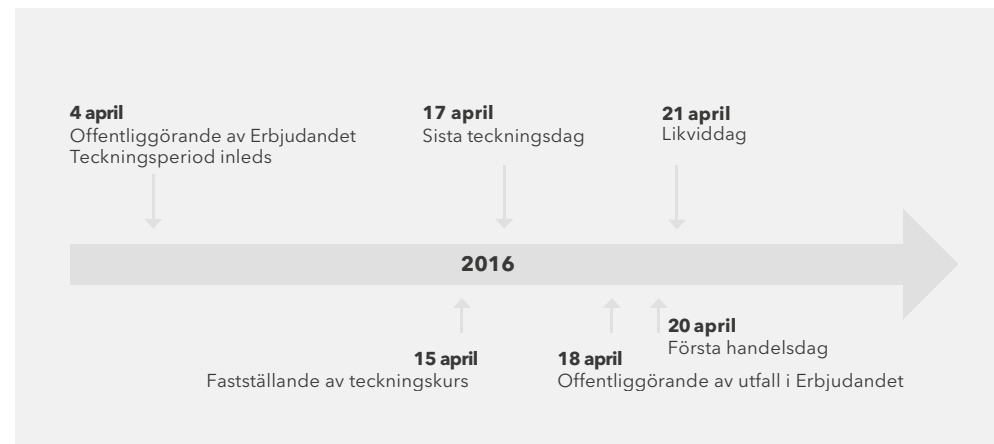 4 april
Offentliggörande av Erbjudandet
Teckningsperiod inleds
17 april
Sista teckningsdag
21 april
Likviddag
2016
15 april
Fastställande av teckningskurs
18 april
Offentliggörande av utfall i Erbjudandet
20 april
Första handelsdag